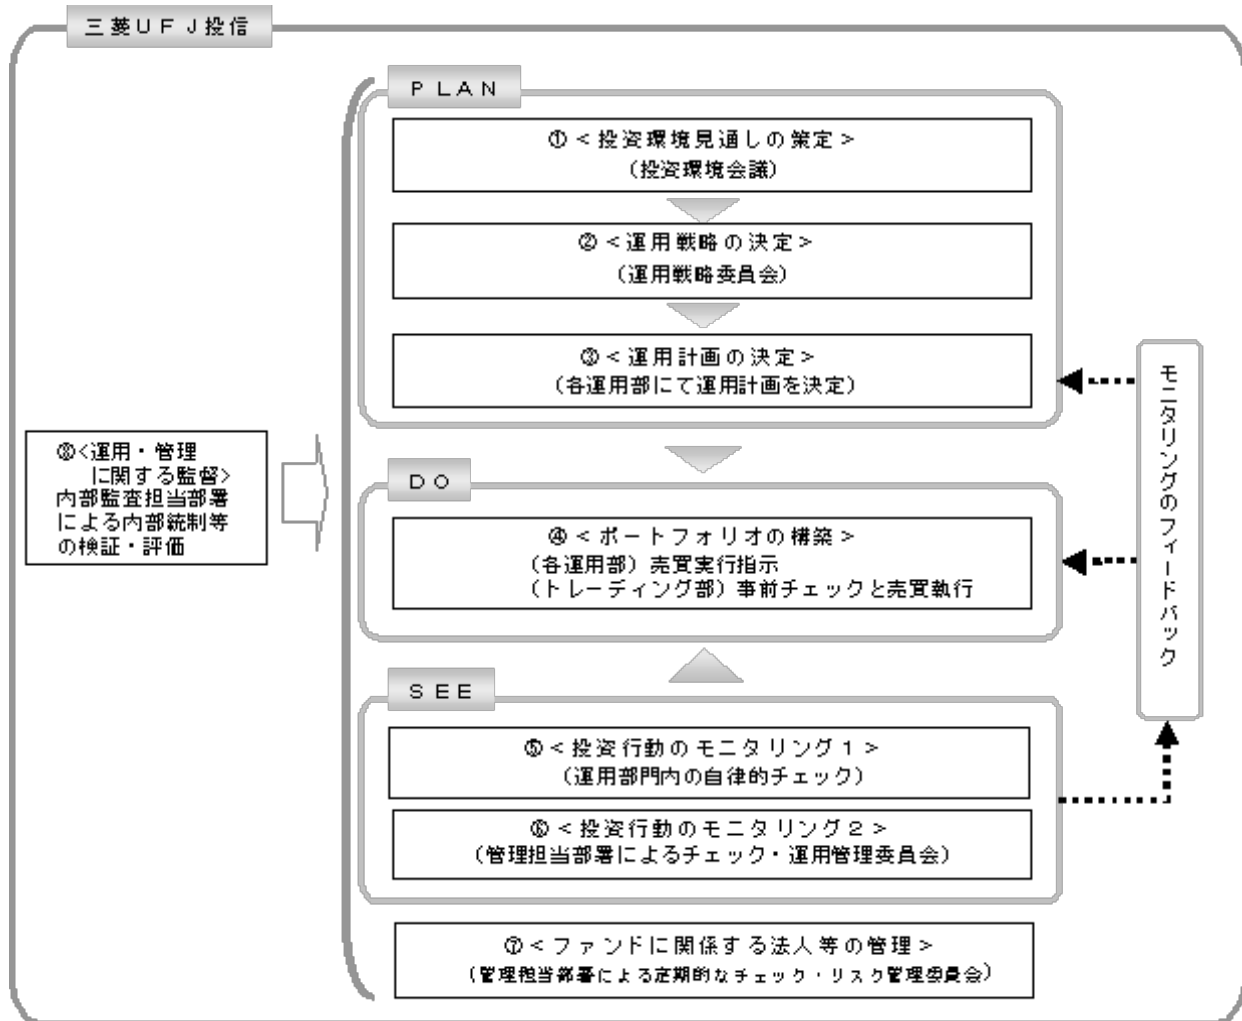 三菱ＵＦＪ投信
ＰＬＡＮ
①＜投資環境見通しの策定＞
（投資環境会議）
②＜運用戦略の決定＞
（運用戦略委員会）
③＜運用計画の決定＞
（各運用部にて運用計画を決定）
⑧<運用・管理
に関する監督>
内部監査担当部署
による内部統制等
の検証・評価
ＤＯ
④＜ポートフォリオの構築＞
（各運用部）売買実行指示
（トレーディング部）事前チェックと売買執行
モニタリングのフィードバック
ＳＥＥ
⑤＜投資行動のモニタリング１＞
（運用部門内の自律的チェック）
⑥＜投資行動のモニタリング２＞
（管理担当部署によるチェック・運用管理委員会）
⑦＜ファンドに関係する法人等の管理＞
（管理担当部署による定期的なチェック・リスク管理委員会）